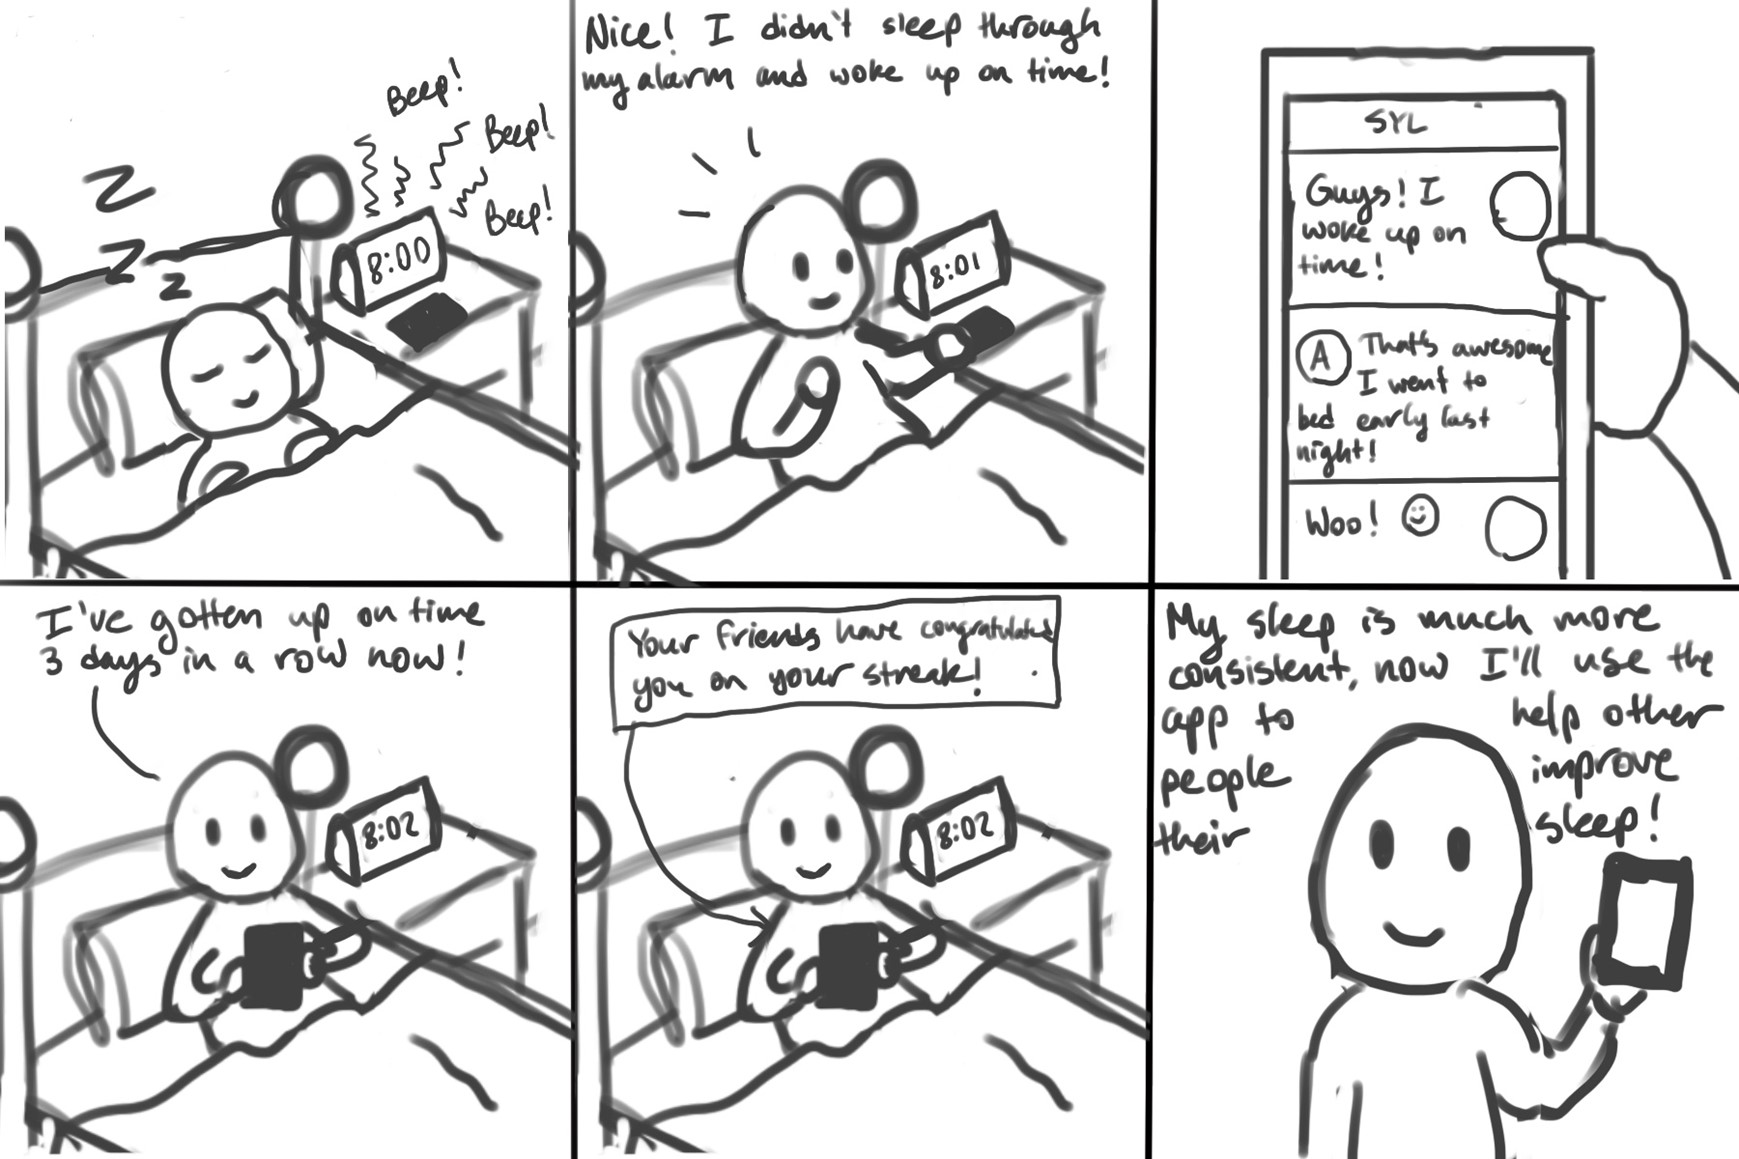 Beep!
Beep!
Beep!
Z
Z
Z
8:00
Nice! I didn't sleep through
my alarm and woke up on time!
8:01
SYL
Guys! I
woke up on
time!
A
That's awesome
I went to
bed early last
night!
Woo!
I've gotten up on time
3 days in a row now!
8:02
Your friends have congratulated
you on your streak!
8:02
My sleep is much more
consistent, now I'll use the
app to help other
people improve
their sleep!